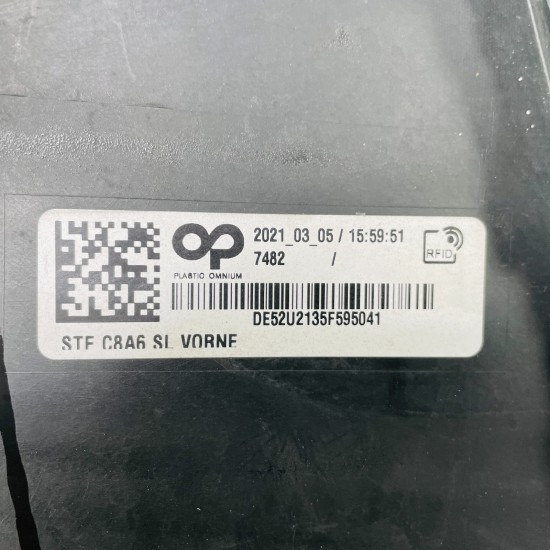 2021_03_05 / 15:59:51
7482 /
RFID
PLASTIC OMNIUM
DE52U2135F595041
STF C8A6 SL VORNE